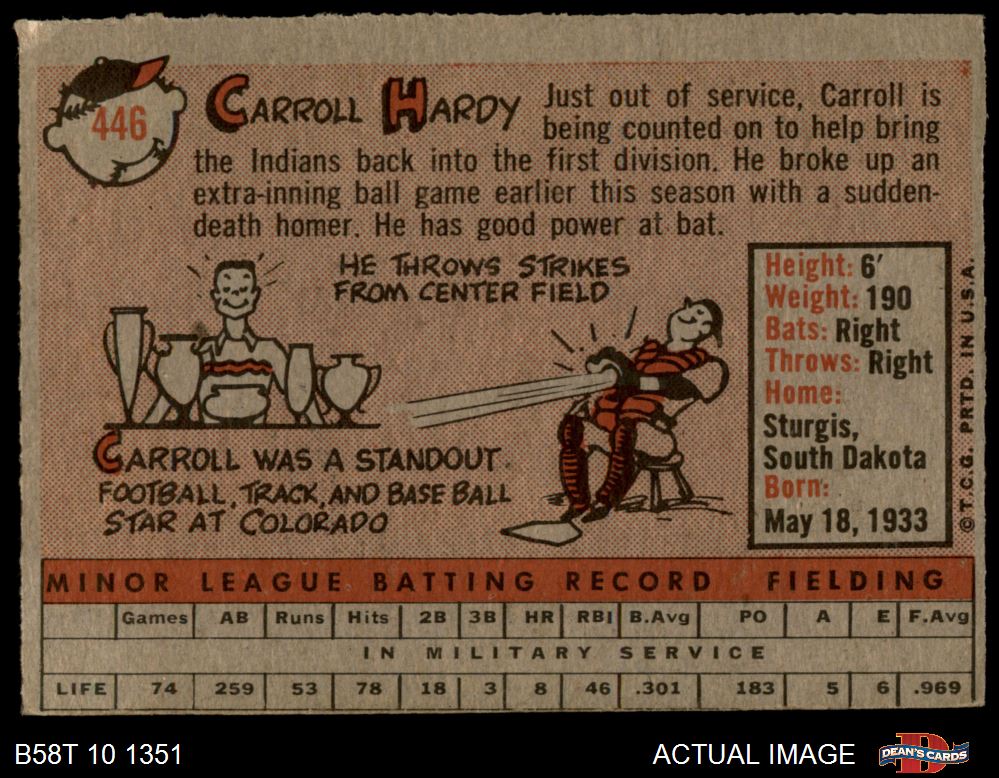 446
CARROLL HARDY
Just out of service, Carroll is
being counted on to help bring
the Indians back into the first division. He broke up an
extra-inning ball game earlier this season with a sudden-
death homer. He has good power at bat.
HE THROWS STRIKES
FROM CENTER FIELD
CARROLL WAS A STANDOUT
FOOTBALL, TRACK, AND BASEBALL
STAR AT COLORADO
Height: 6'
Weight: 190
Bats: Right
Throws: Right
Home:
Sturgis,
South Dakota
Born:
May 18, 1933
© T.C.G. PRTD. IN U.S.A.
MINOR LEAGUE BATTING RECORD FIELDING
Games AB Runs Hits 2B 3B HR RBI B.Avg PO A E F.Avg
IN MILITARY SERVICE
LIFE 74 259 53 78 18 3 8 46 .301 183 5 6 .969
B58T 10 1351
ACTUAL IMAGE
D
DEAN'S CARDS